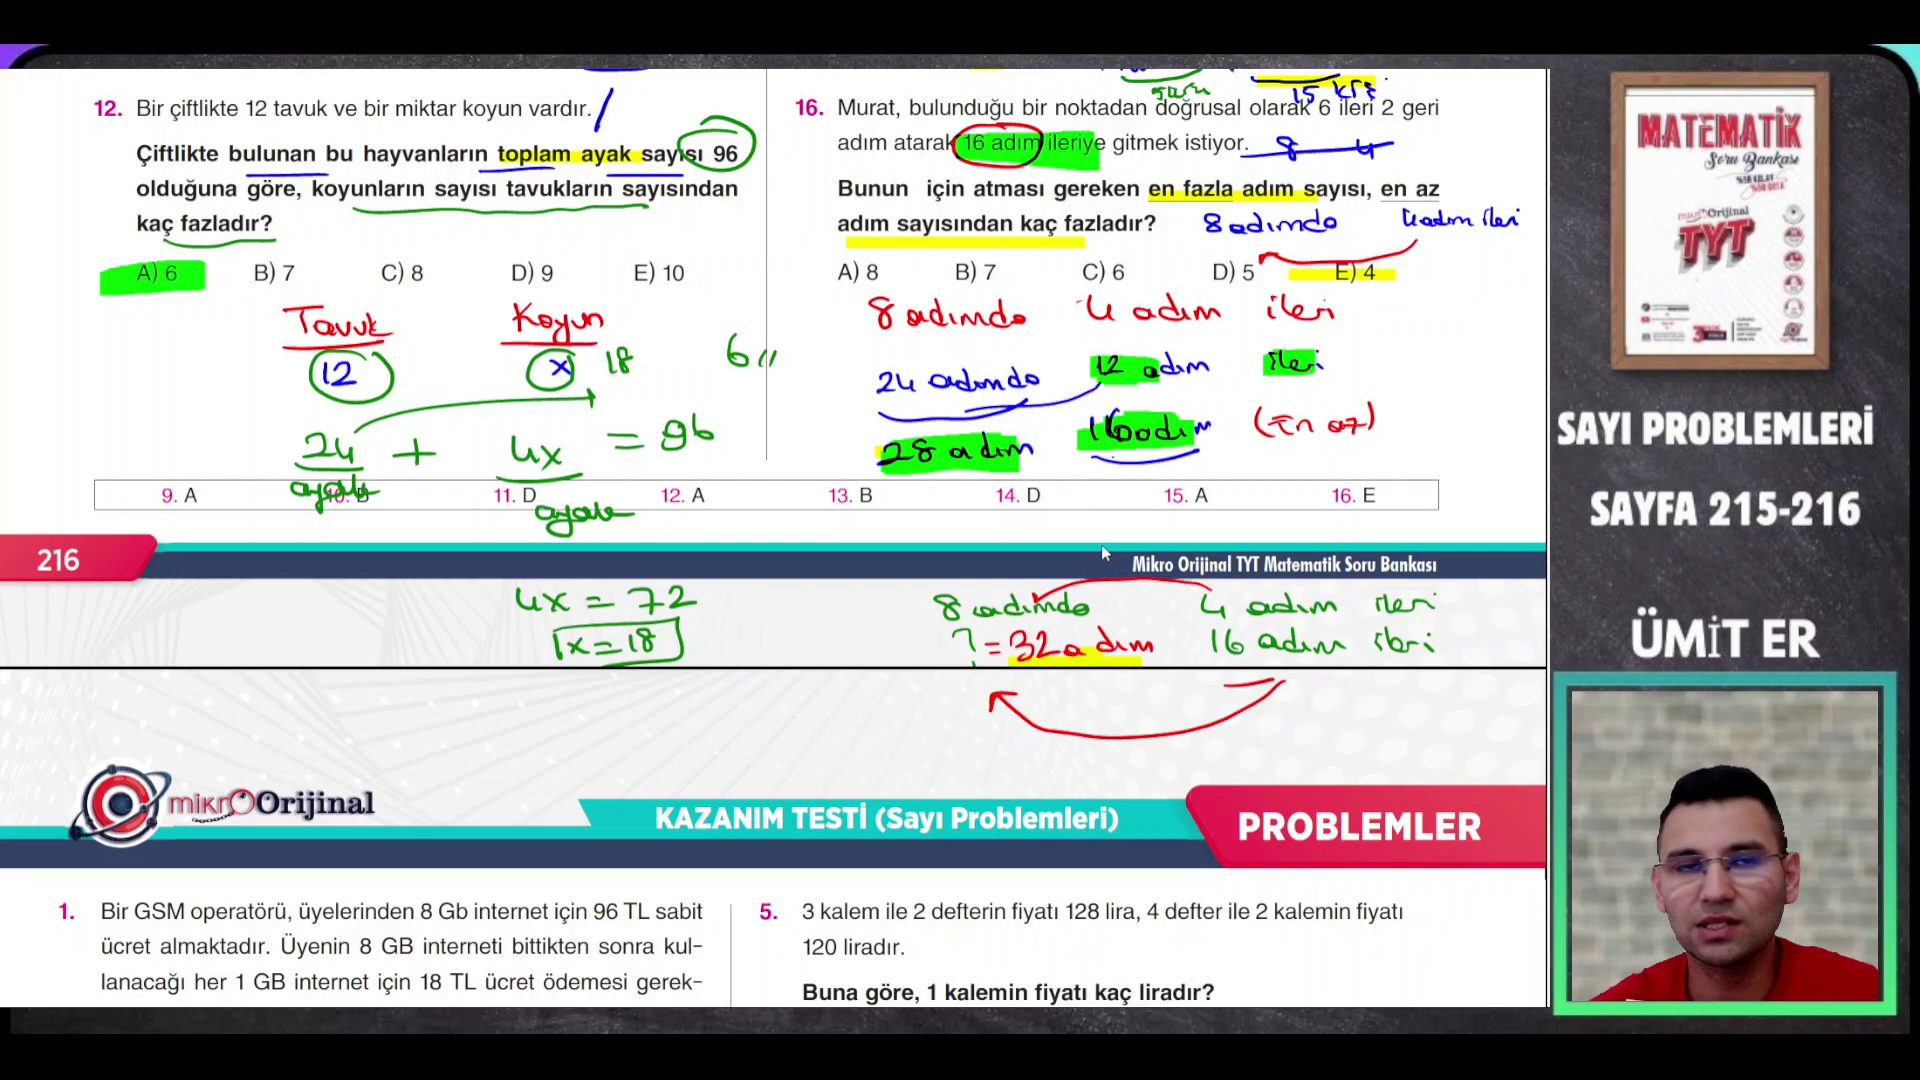 12. Bir çiftlikte 12 tavuk ve bir miktar koyun vardır.
Çiftlikte bulunan bu hayvanların toplam ayak sayısı 96
olduğuna göre, koyunların sayısı tavukların sayısından
kaç fazladır?
A) 6 B) 7 C) 8 D) 9 E) 10
Tavuk Koyun
12 x 18 6
24 + 4x = 96
ayak ayak
15 kişi
16. Murat, bulunduğu bir noktadan doğrusal olarak 6 ileri 2 geri
adım atarak 16 adım ileriye gitmek istiyor. 8 4
Bunun için atması gereken en fazla adım sayısı, en az
adım sayısından kaç fazladır? 8 adımda 4 adım ileri
A) 8 B) 7 C) 6 D) 5 E) 4
8 adımda 4 adım ileri
24 adımda 12 adım ileri
28 adım 16 adım (En az)
9. A 10. B 11. D 12. A 13. B 14. D 15. A 16. E
216
Mikro Orijinal TYT Matematik Soru Bankası
4x = 72
x = 18
8 adımda 4 adım ileri
? = 32 adım 16 adım ileri
mikrOrijinal
KAZANIM TESTİ (Sayı Problemleri)
PROBLEMLER
1. Bir GSM operatörü, üyelerinden 8 Gb internet için 96 TL sabit
ücret almaktadır. Üyenin 8 GB interneti bittikten sonra kul-
lanacağı her 1 GB internet için 18 TL ücret ödemesi gerek-
5. 3 kalem ile 2 defterin fiyatı 128 lira, 4 defter ile 2 kalemin fiyatı
120 liradır.
Buna göre, 1 kalemin fiyatı kaç liradır?
MATEMATİK
Soru Bankası
mikro Orijinal
TYT
SAYI PROBLEMLERİ
SAYFA 215-216
ÜMİT ER